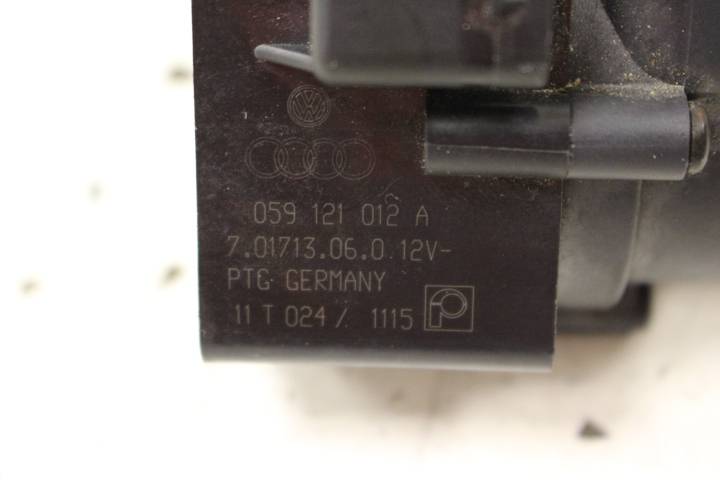 059 121 012 A
7.01713.06.0 12V-
PTG GERMANY
11 T 024 / 1115